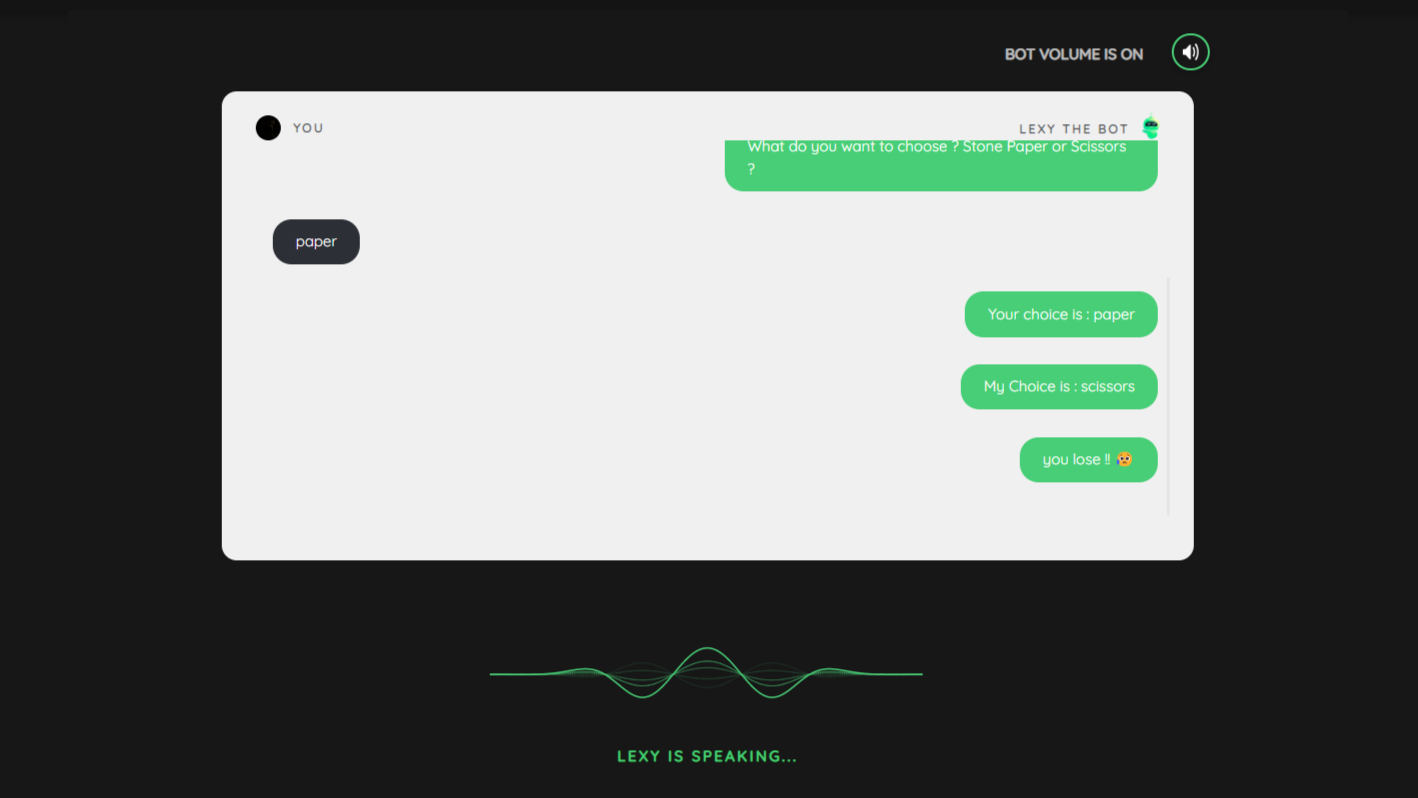 BOT VOLUME IS ON
YOU
LEXY THE BOT
What do you want to choose ? Stone Paper or Scissors
?
paper
Your choice is : paper
My Choice is : scissors
you lose !! 😥
LEXY IS SPEAKING...